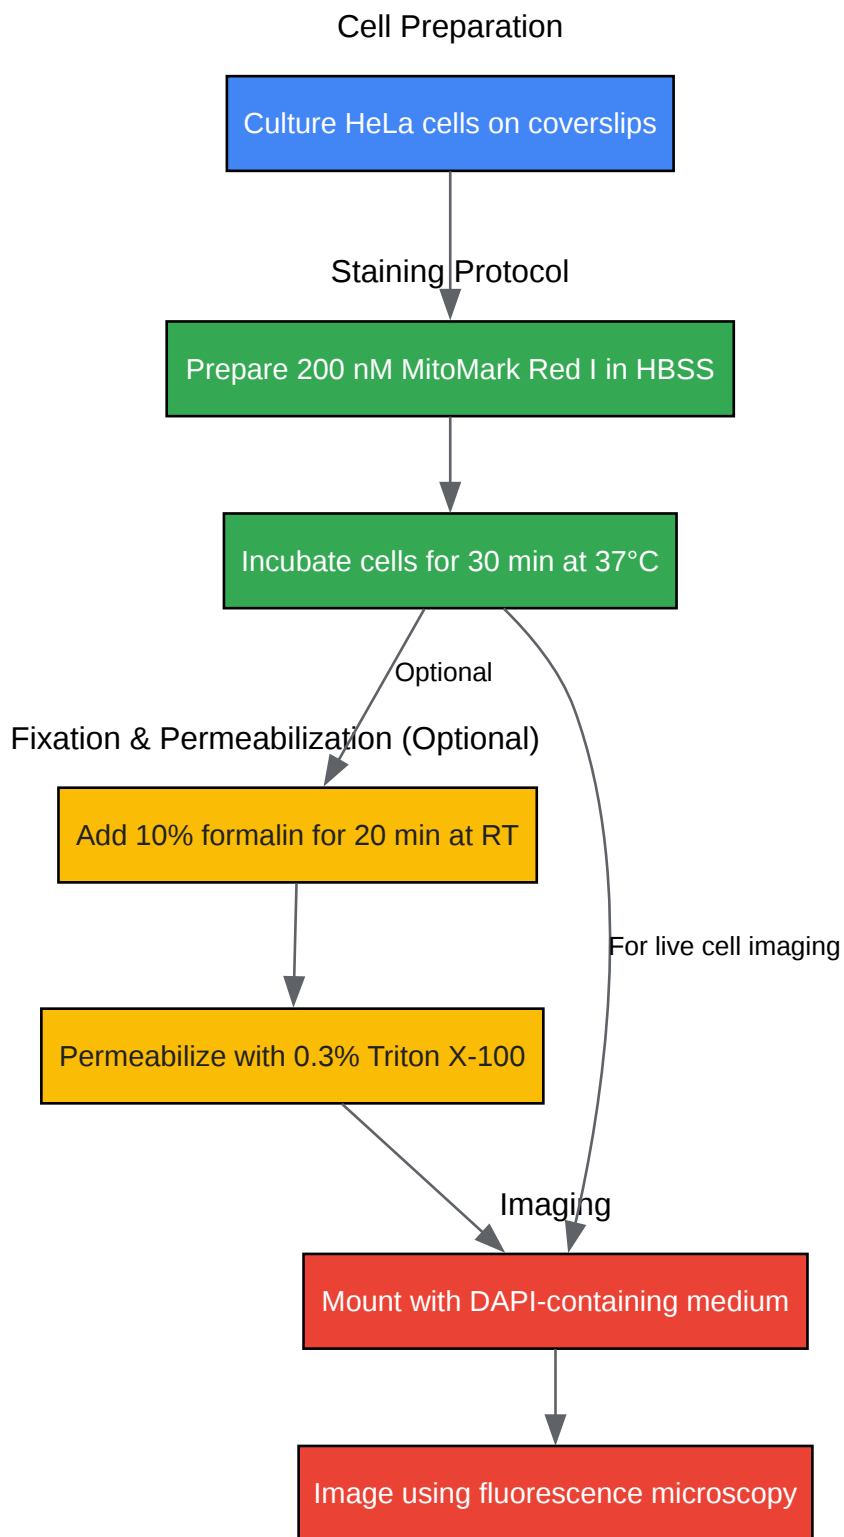 Cell Preparation
Culture HeLa cells on coverslips
Staining Protocol
Prepare 200 nM MitoMark Red I in HBSS
Incubate cells for 30 min at 37°C
Optional
Fixation & Permeabilization (Optional)
Add 10% formalin for 20 min at RT
For live cell imaging
Permeabilize with 0.3% Triton X-100
Imaging
Mount with DAPI-containing medium
Image using fluorescence microscopy